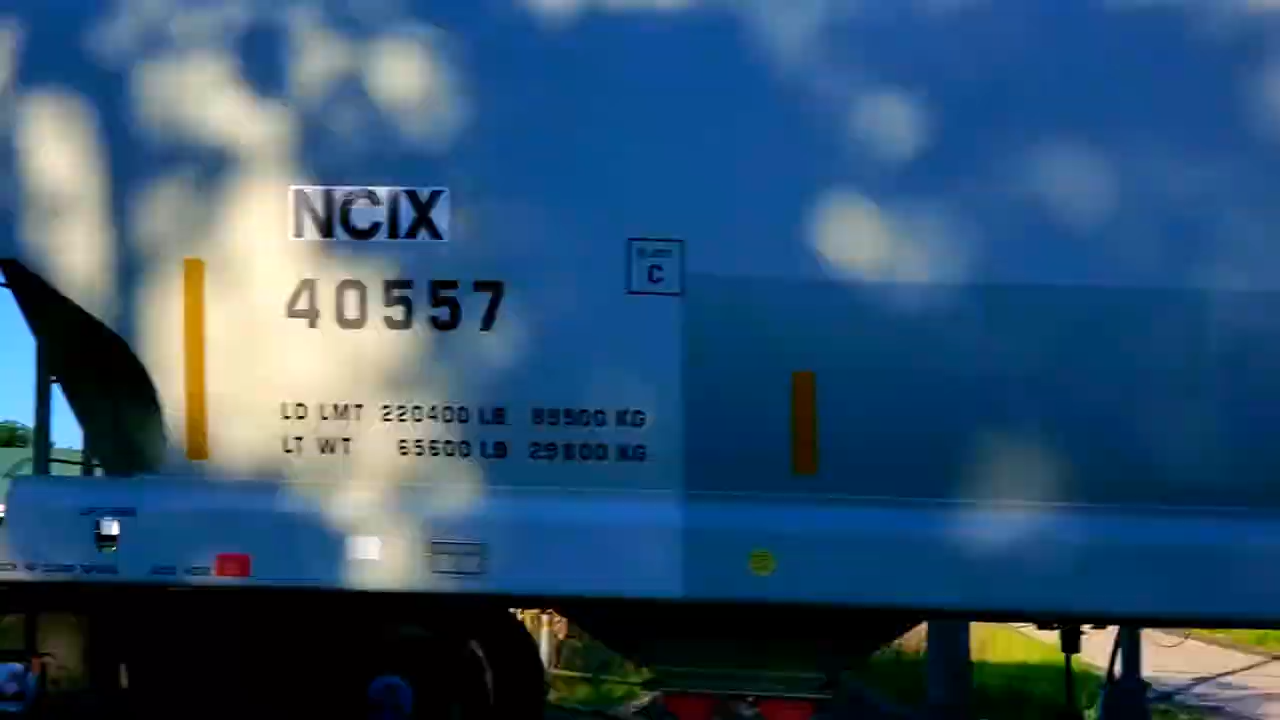 NCIX
40557
C
LD LMT 220400 LB 99900 KG
LT WT 65600 LB 29800 KG